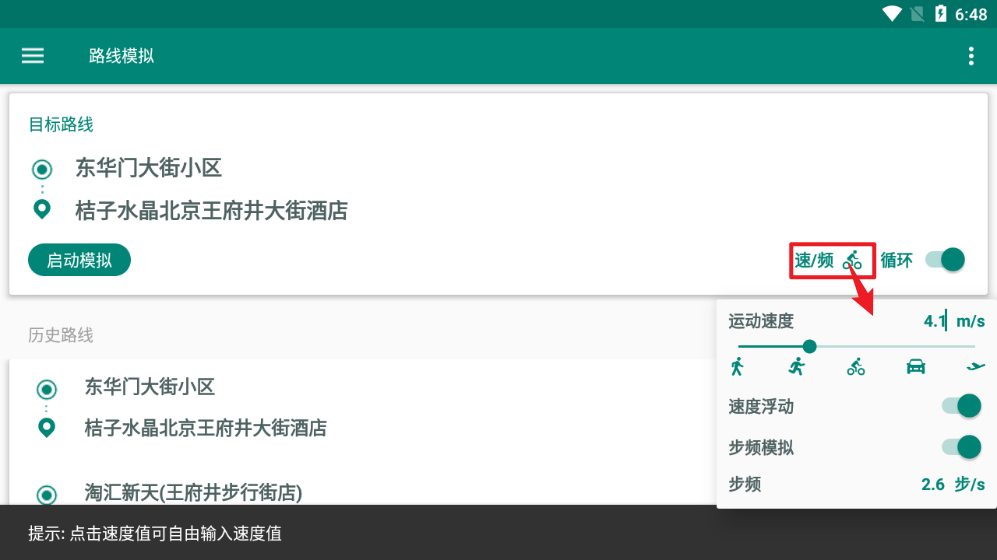 6:48
路线模拟
目标路线
东华门大街小区
桔子水晶北京王府井大街酒店
启动模拟
速/频
循环
历史路线
东华门大街小区
桔子水晶北京王府井大街酒店
淘汇新天(王府井步行街店)
运动速度 4.1 m/s
速度浮动
步频模拟
步频 2.6 步/s
提示: 点击速度值可自由输入速度值